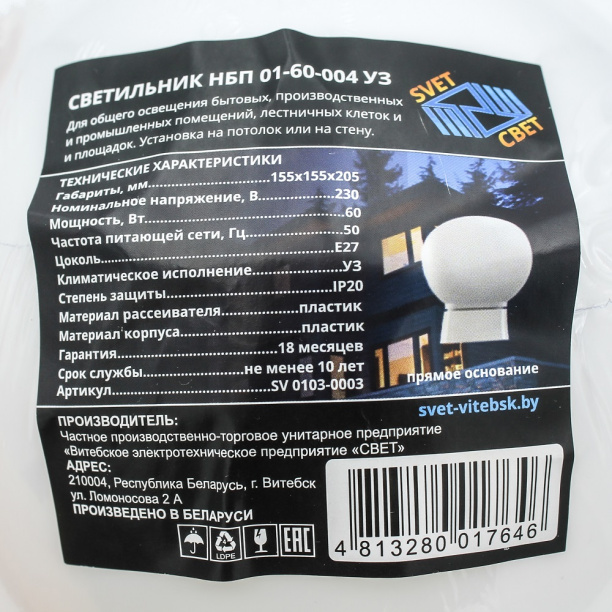 СВЕТИЛЬНИК НБП 01-60-004 УЗ
Для общего освещения бытовых, производственных
и промышленных помещений, лестничных клеток и
и площадок. Установка на потолок или на стену.
SVET
СВЕТ
ТЕХНИЧЕСКИЕ ХАРАКТЕРИСТИКИ
Габариты, мм.....................155х155х205
Номинальное напряжение, В..............230
Мощность, Вт.....................................60
Частота питающей сети, Гц................50
Цоколь.............................................Е27
Климатическое исполнение...............УЗ
Степень защиты..............................IP20
Материал рассеивателя..............пластик
Материал корпуса.....................пластик
Гарантия...............................18 месяцев
Срок службы.................не менее 10 лет
Артикул..............................SV 0103-0003
прямое основание
svet-vitebsk.by
ПРОИЗВОДИТЕЛЬ:
Частное производственно-торговое унитарное предприятие
«Витебское электротехническое предприятие «СВЕТ»
АДРЕС:
210004, Республика Беларусь, г. Витебск
ул. Ломоносова 2 А
ПРОИЗВЕДЕНО В БЕЛАРУСИ
4
LDPE
EAC
4 813280 017646